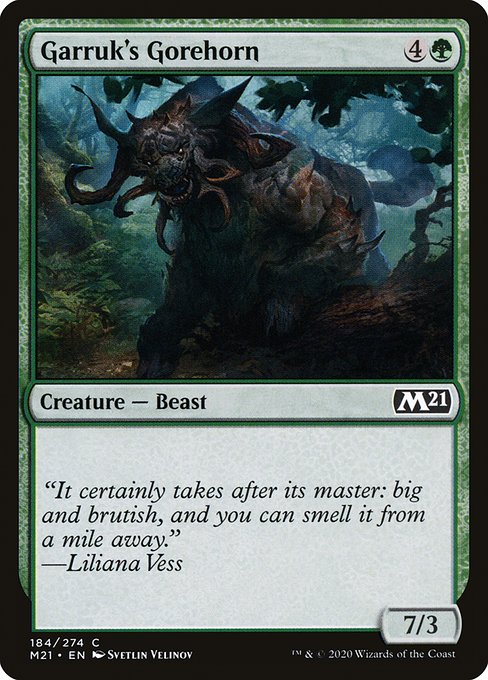 Garruk's Gorehorn 4
Creature — Beast
M21
“It certainly takes after its master: big
and brutish, and you can smell it from
a mile away.”
—Liliana Vess
7/3
184/274 C
M21 • EN Svetlin Velinov
™ & © 2020 Wizards of the Coast